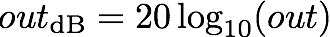 out_dB = 20 log_10(out)